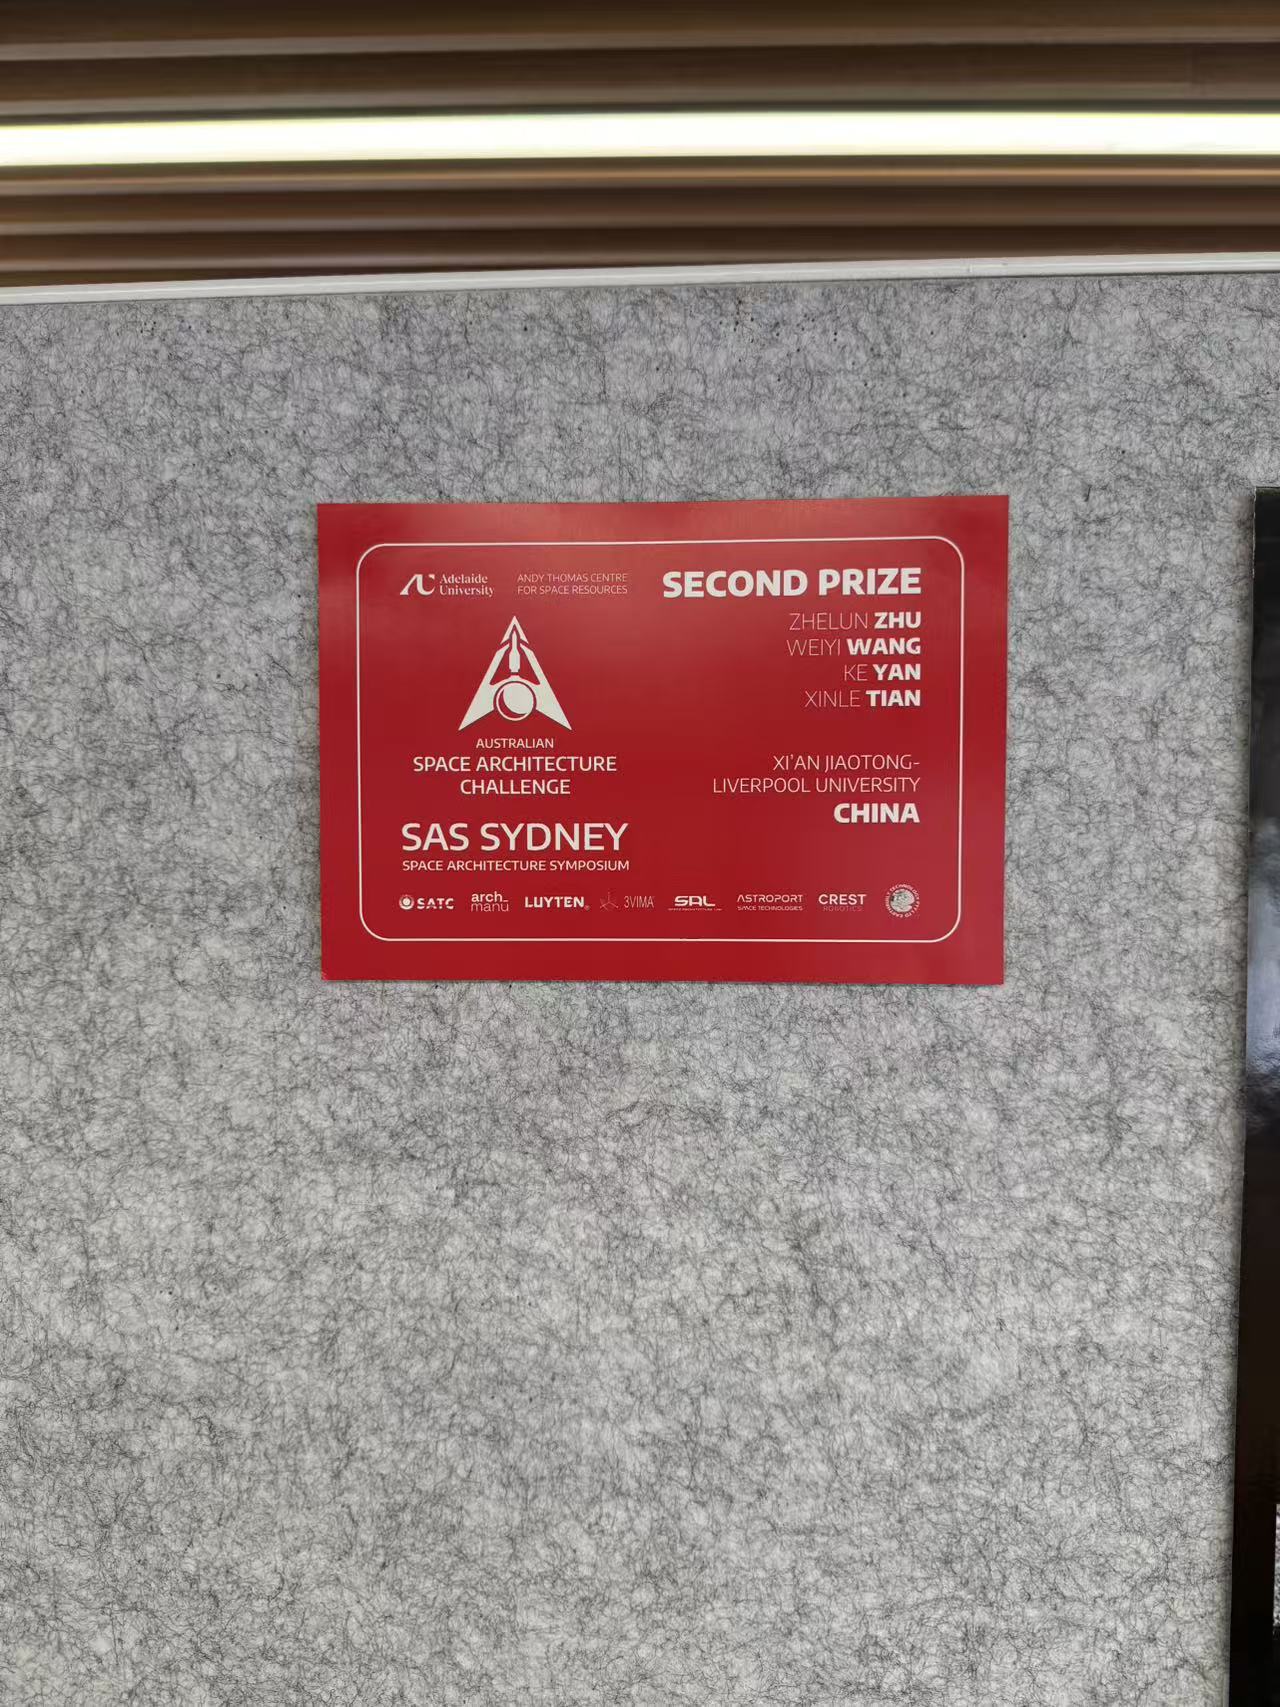 Adelaide
University
ANDY THOMAS CENTRE
FOR SPACE RESOURCES
AUSTRALIAN
SPACE ARCHITECTURE
CHALLENGE
SAS SYDNEY
SPACE ARCHITECTURE SYMPOSIUM
SECOND PRIZE
ZHELUN ZHU
WEIYI WANG
KE YAN
XINLE TIAN
XI'AN JIAOTONG-
LIVERPOOL UNIVERSITY
CHINA
SATC
arch_
manu
LUYTEN
3VIMA
SAL
ASTROPORT
SPACE TECHNOLOGIES
CREST
ROBOTICS